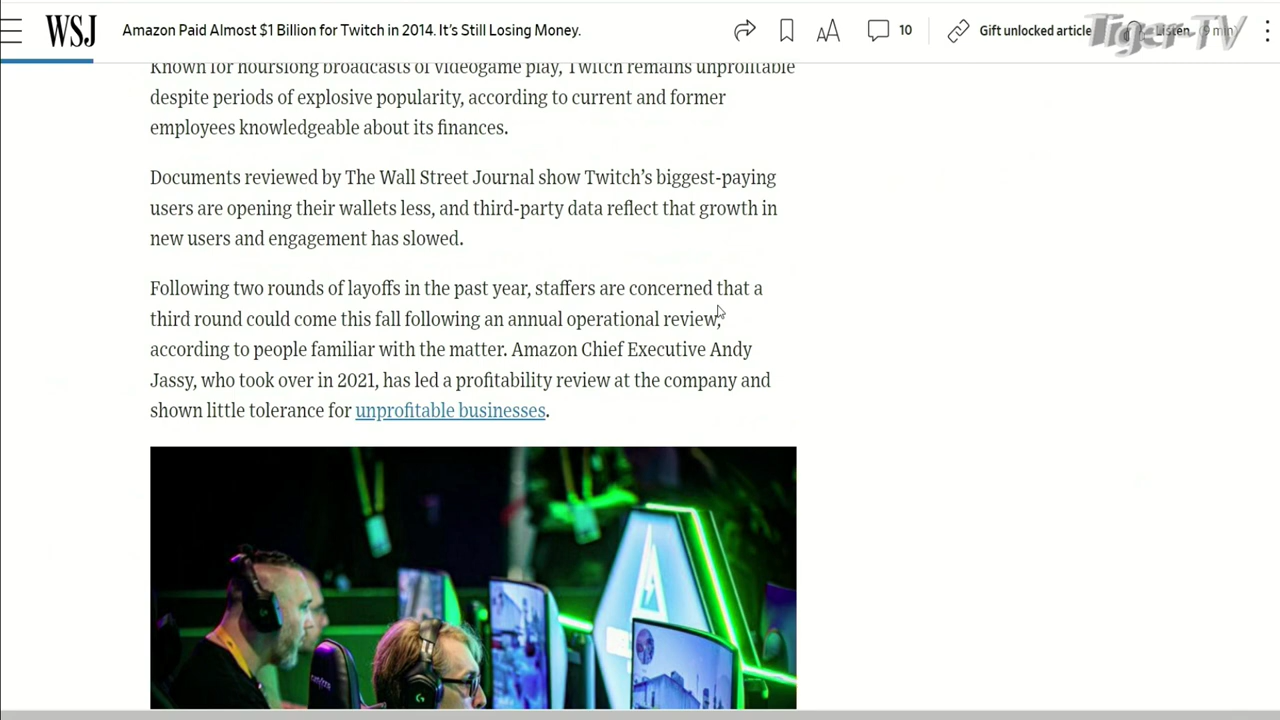 WSJ
Amazon Paid Almost $1 Billion for Twitch in 2014. It's Still Losing Money.
AA
10
Gift unlocked article
Listen (9 min)
Tiger-TV
Known for hourslong broadcasts of videogame play, Twitch remains unprofitable
despite periods of explosive popularity, according to current and former
employees knowledgeable about its finances.
Documents reviewed by The Wall Street Journal show Twitch's biggest-paying
users are opening their wallets less, and third-party data reflect that growth in
new users and engagement has slowed.
Following two rounds of layoffs in the past year, staffers are concerned that a
third round could come this fall following an annual operational review,
according to people familiar with the matter. Amazon Chief Executive Andy
Jassy, who took over in 2021, has led a profitability review at the company and
shown little tolerance for unprofitable businesses.